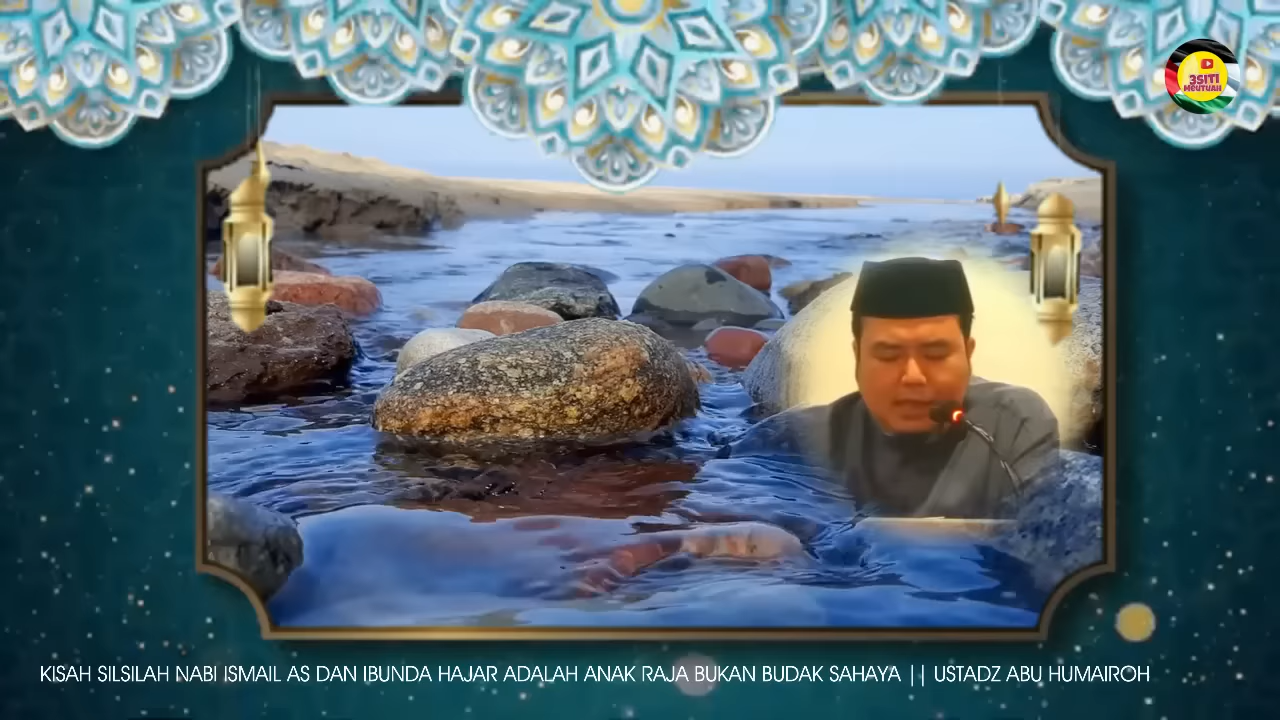 3SITI
MEUTUAH
KISAH SILSILAH NABI ISMAIL AS DAN IBUNDA HAJAR ADALAH ANAK RAJA BUKAN BUDAK SAHAYA || USTADZ ABU HUMAIROH